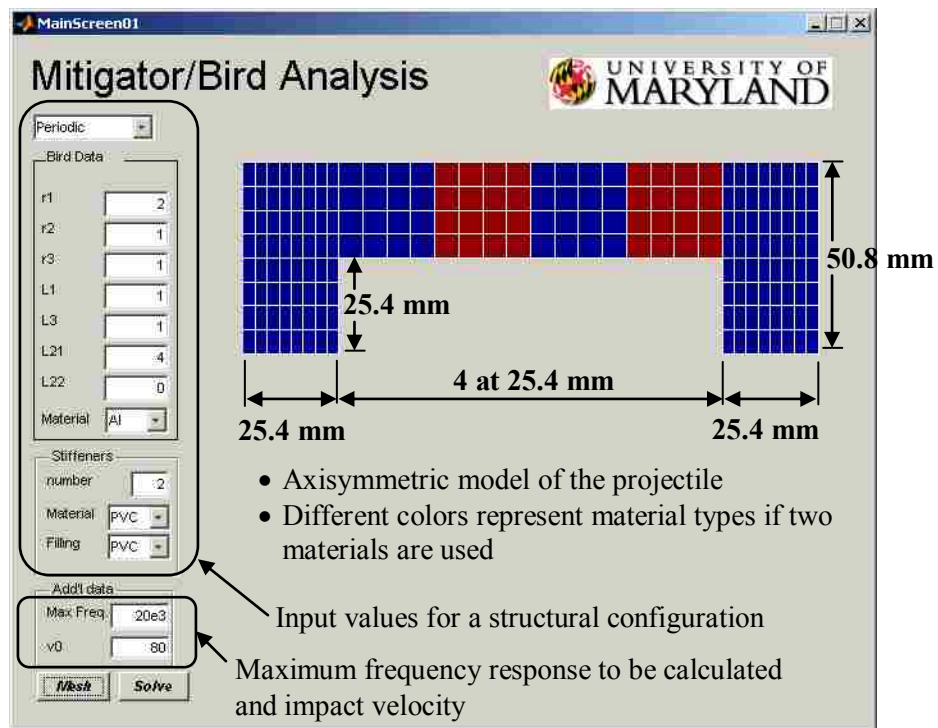 MainScreen01
Mitigator/Bird Analysis
UNIVERSITY OF
MARYLAND
Periodic
Bird Data
r1 2
r2 1
r3 1
L1 1
L3 1
L21 4
L22 0
Material Al
Stiffeners
number 2
Material PVC
Filling PVC
Add'l data
Max Freq. 20e3
v0 80
Mesh Solve
50.8 mm
25.4 mm
4 at 25.4 mm
25.4 mm
25.4 mm
• Axisymmetric model of the projectile
• Different colors represent material types if two
materials are used
Input values for a structural configuration
Maximum frequency response to be calculated
and impact velocity